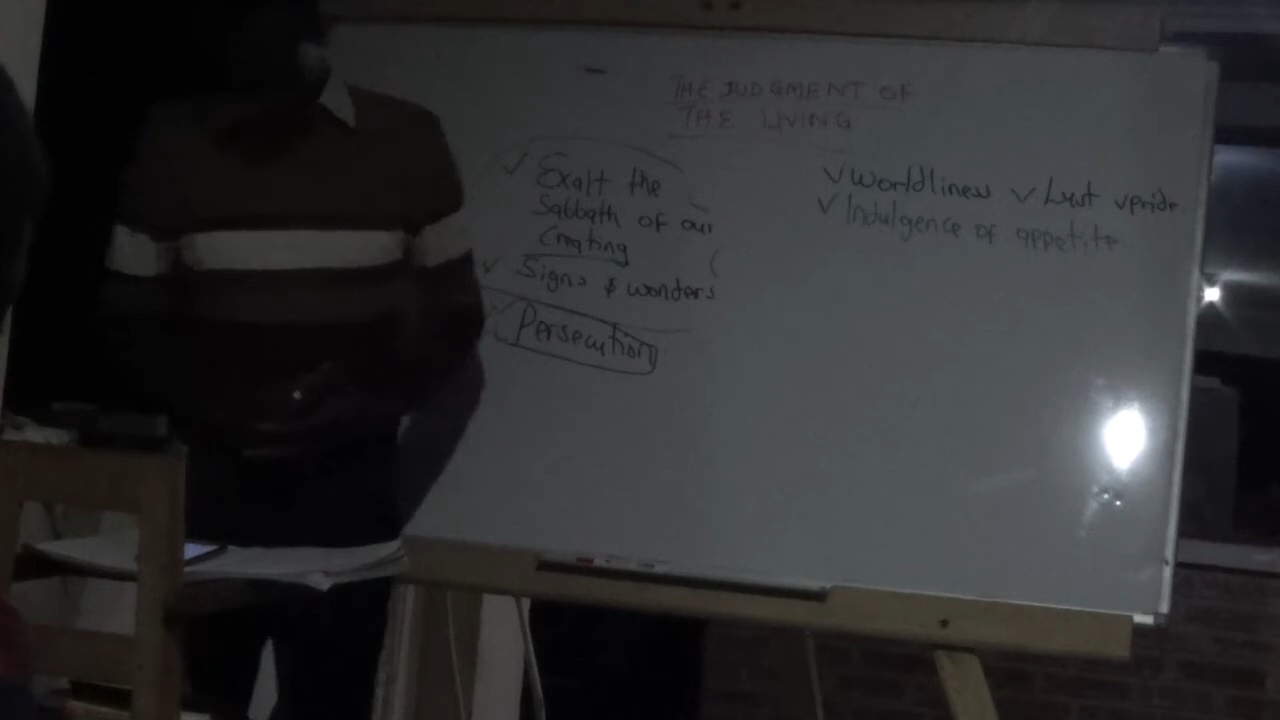 THE JUDGMENT OF
THE LIVING
✓ Exalt the
Sabbath of our
Creating
✓ Signs & wonders
Persecution
✓ Worldliness ✓ Lust ✓ pride
✓ Indulgence of appetite